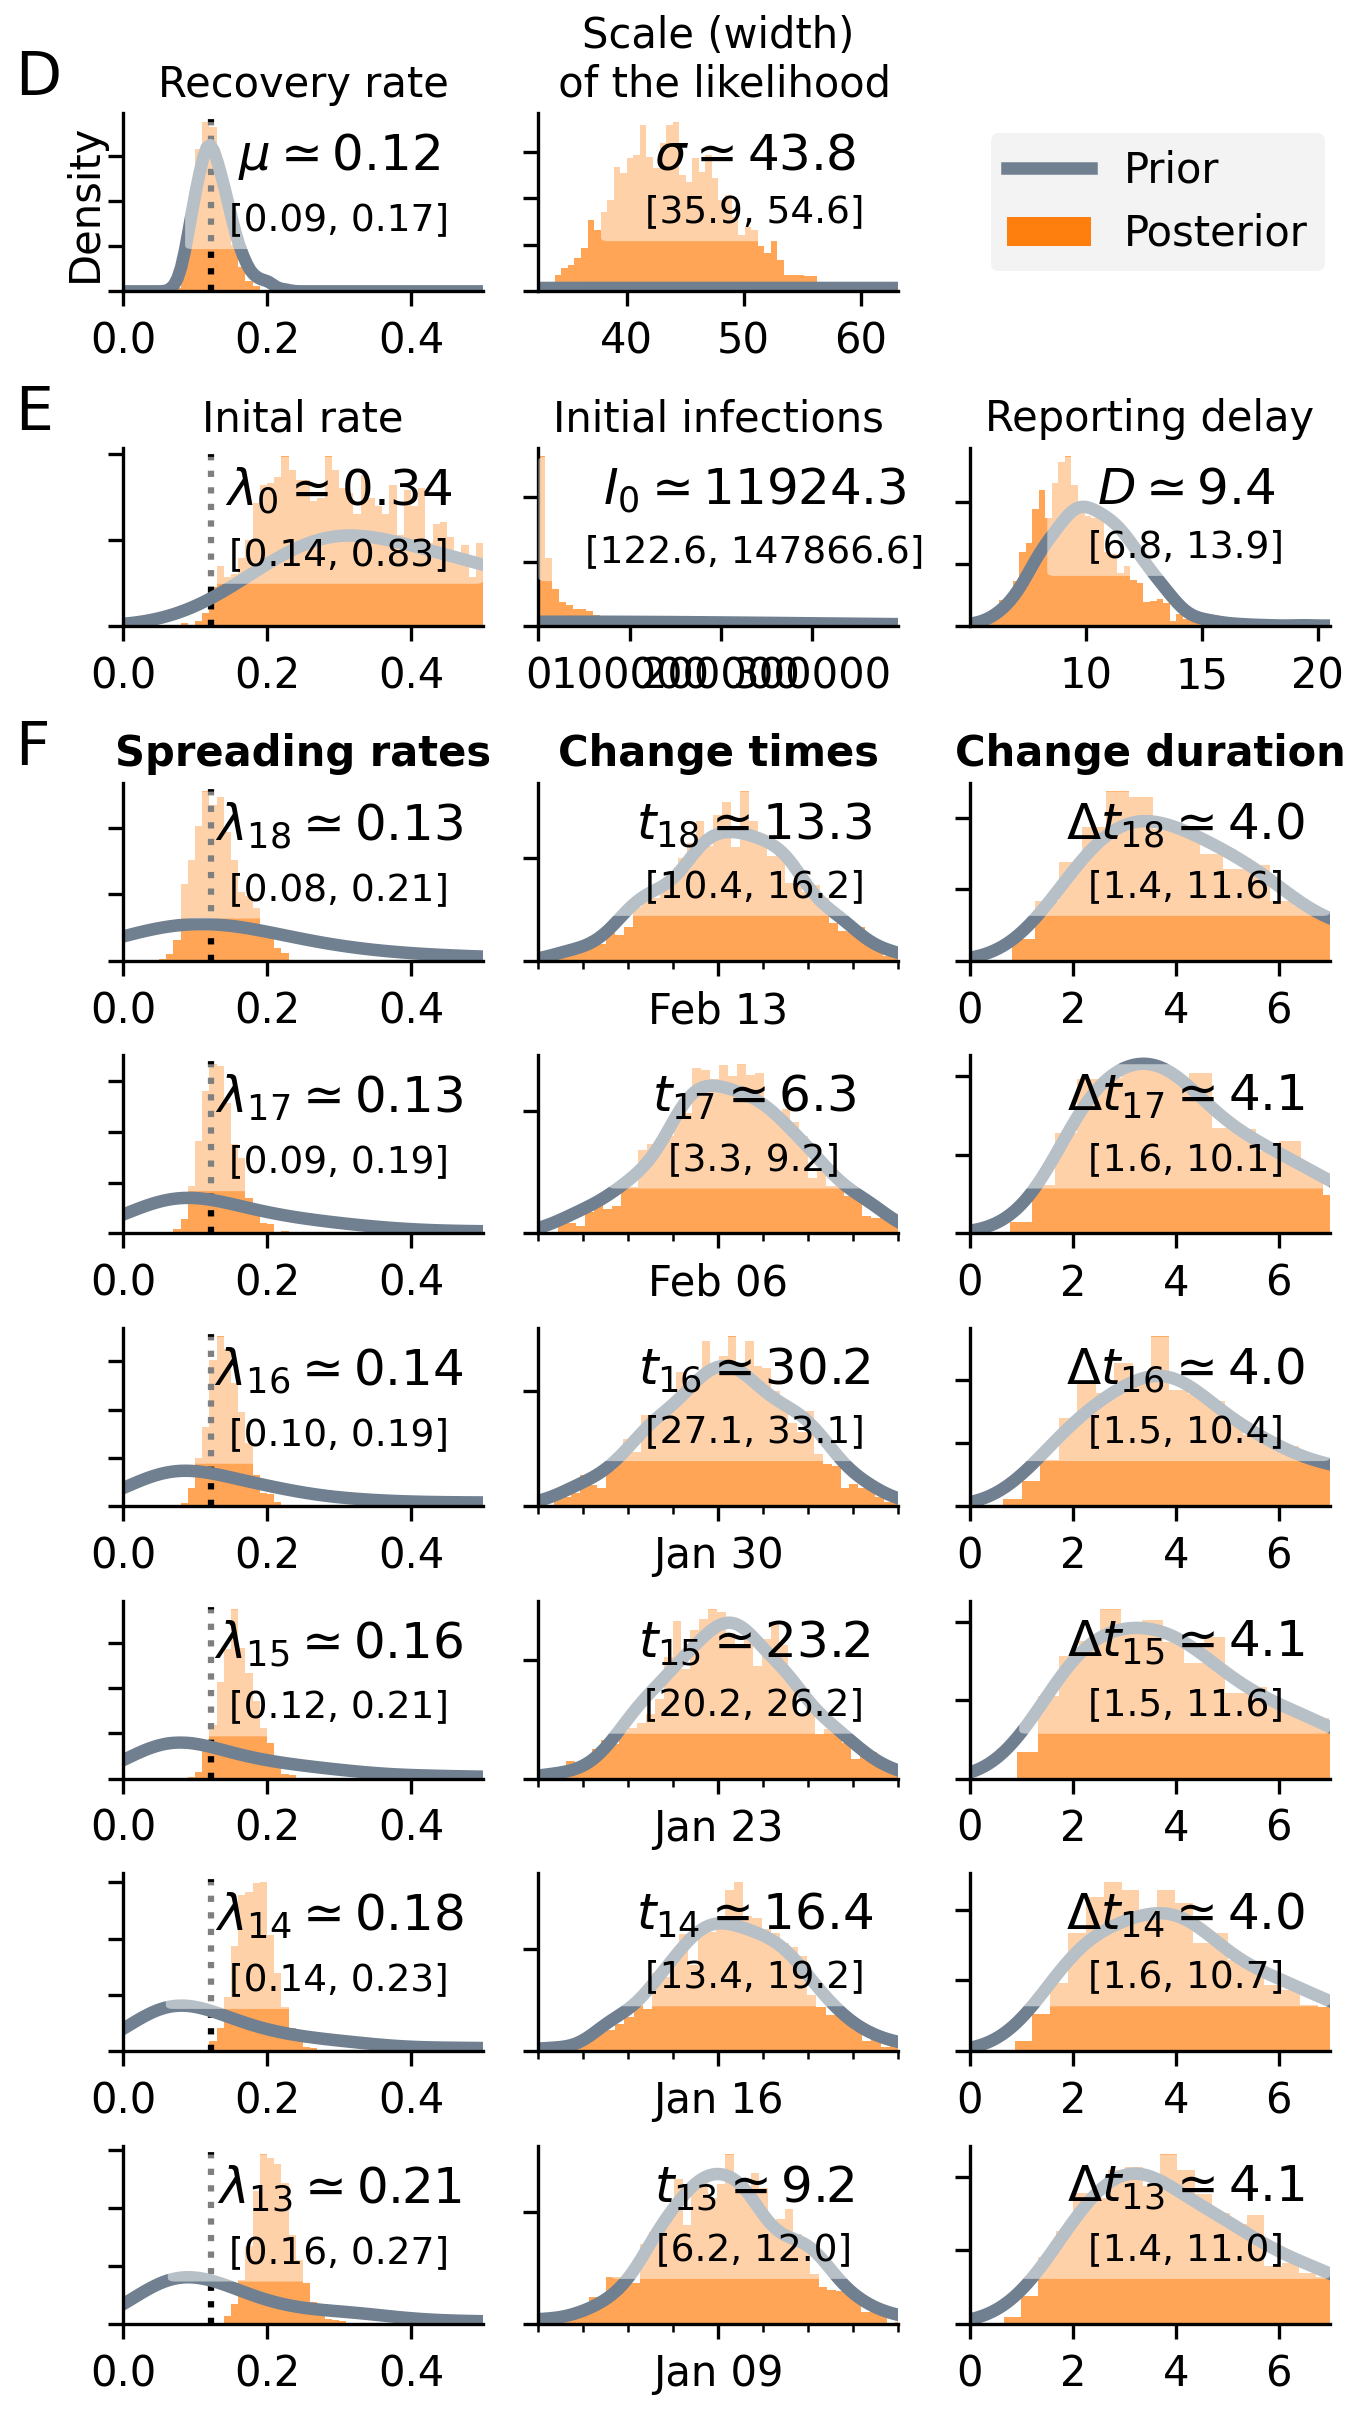 D
Recovery rate
Scale (width)
of the likelihood
Density
μ ≃ 0.12
[0.09, 0.17]
σ ≃ 43.8
[35.9, 54.6]
Prior
Posterior
0.0 0.2 0.4
40 50 60
E
Inital rate
Initial infections
Reporting delay
λ0 ≃ 0.34
[0.14, 0.83]
I0 ≃ 11924.3
[122.6, 147866.6]
D ≃ 9.4
[6.8, 13.9]
0.0 0.2 0.4
0 100000 200000 300000
10 15 20
F
Spreading rates
Change times
Change duration
λ18 ≃ 0.13
[0.08, 0.21]
t18 ≃ 13.3
[10.4, 16.2]
Δt18 ≃ 4.0
[1.4, 11.6]
0.0 0.2 0.4
Feb 13
0 2 4 6
λ17 ≃ 0.13
[0.09, 0.19]
t17 ≃ 6.3
[3.3, 9.2]
Δt17 ≃ 4.1
[1.6, 10.1]
0.0 0.2 0.4
Feb 06
0 2 4 6
λ16 ≃ 0.14
[0.10, 0.19]
t16 ≃ 30.2
[27.1, 33.1]
Δt16 ≃ 4.0
[1.5, 10.4]
0.0 0.2 0.4
Jan 30
0 2 4 6
λ15 ≃ 0.16
[0.12, 0.21]
t15 ≃ 23.2
[20.2, 26.2]
Δt15 ≃ 4.1
[1.5, 11.6]
0.0 0.2 0.4
Jan 23
0 2 4 6
λ14 ≃ 0.18
[0.14, 0.23]
t14 ≃ 16.4
[13.4, 19.2]
Δt14 ≃ 4.0
[1.6, 10.7]
0.0 0.2 0.4
Jan 16
0 2 4 6
λ13 ≃ 0.21
[0.16, 0.27]
t13 ≃ 9.2
[6.2, 12.0]
Δt13 ≃ 4.1
[1.4, 11.0]
0.0 0.2 0.4
Jan 09
0 2 4 6